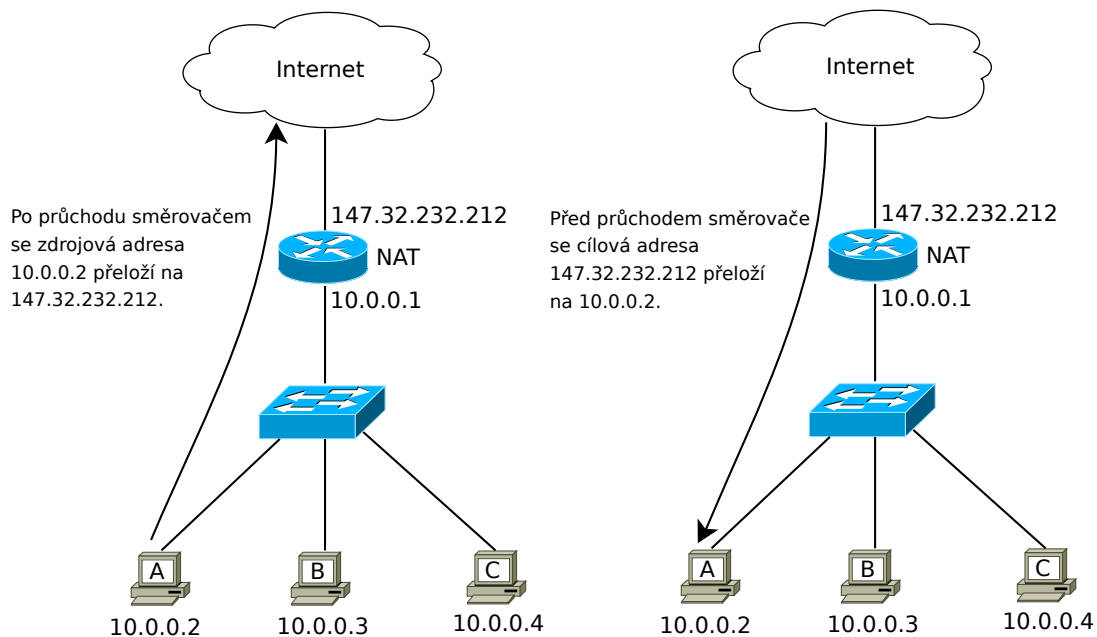 Internet
Po průchodu směrovačem
se zdrojová adresa
10.0.0.2 přeloží na
147.32.232.212.
147.32.232.212
NAT
10.0.0.1
A
B
C
10.0.0.2
10.0.0.3
10.0.0.4
Internet
Před průchodem směrovače
se cílová adresa
147.32.232.212 přeloží
na 10.0.0.2.
147.32.232.212
NAT
10.0.0.1
A
B
C
10.0.0.2
10.0.0.3
10.0.0.4